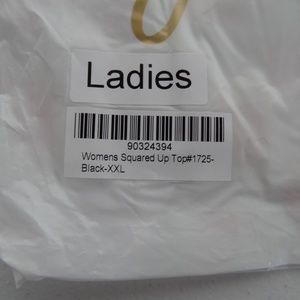 Ladies
90324394
Womens Squared Up Top#1725-
Black-XXL